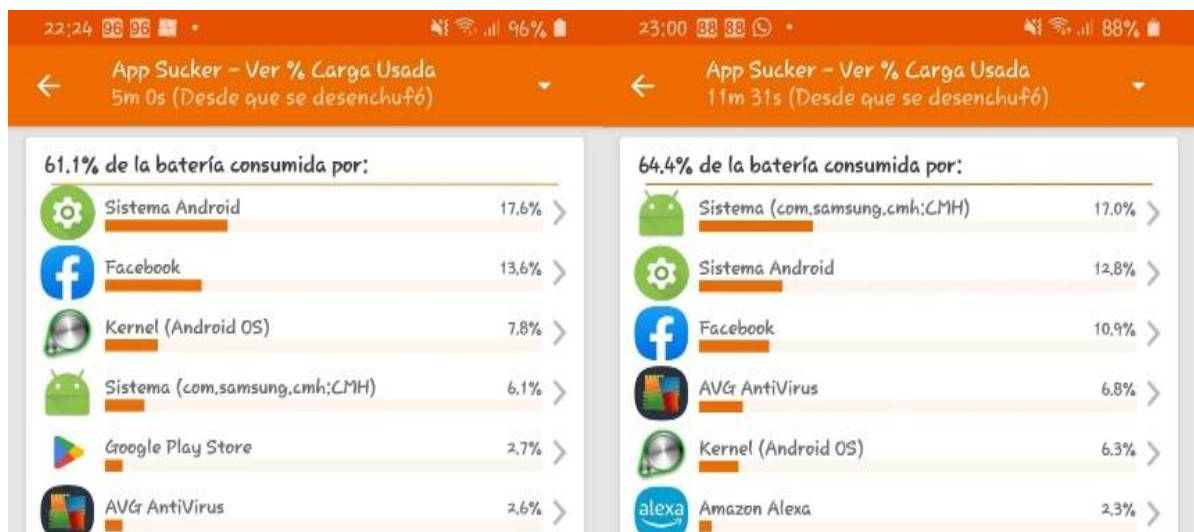 22:24 96 96
96%
App Sucker - Ver % Carga Usada
5m 0s (Desde que se desenchufó)
61.1% de la batería consumida por:
Sistema Android 17,6%
Facebook 13,6%
Kernel (Android OS) 7,8%
Sistema (com.samsung.cmh:CMH) 6,1%
Google Play Store 2,7%
AVG AntiVirus 2,6%
23:00 88 88
88%
App Sucker - Ver % Carga Usada
11m 31s (Desde que se desenchufó)
64.4% de la batería consumida por:
Sistema (com.samsung.cmh:CMH) 17.0%
Sistema Android 12,8%
Facebook 10,9%
AVG AntiVirus 6.8%
Kernel (Android OS) 6.3%
alexa Amazon Alexa 2,3%